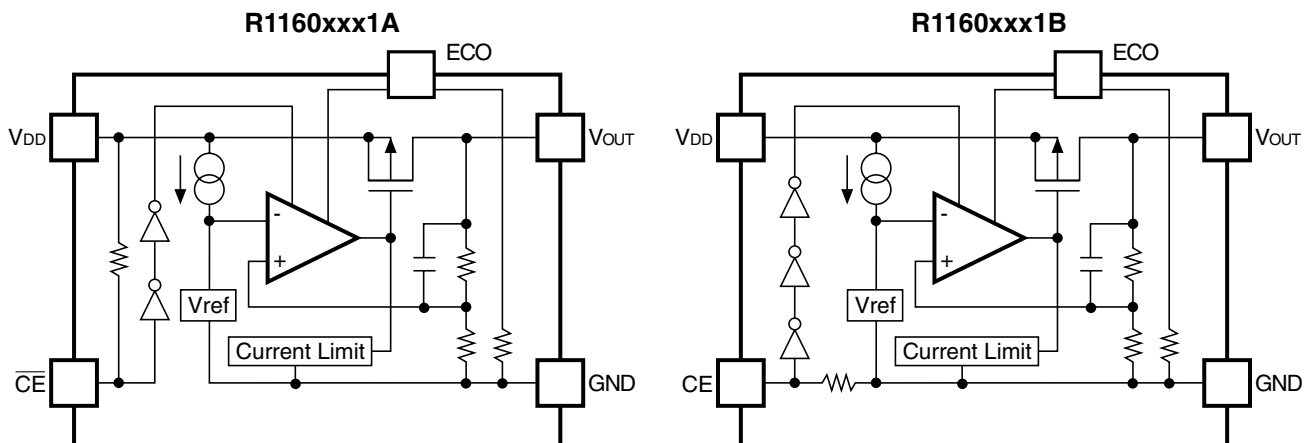 R1160xxx1A
ECO
VDD
VOUT
-
+
Vref
Current Limit
CE
GND
R1160xxx1B
ECO
VDD
VOUT
-
+
Vref
Current Limit
CE
GND